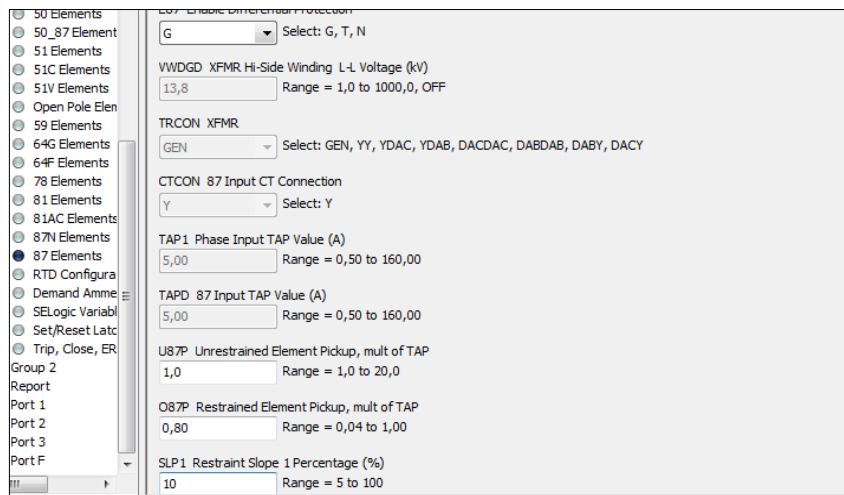 50 Elements
50_87 Element
51 Elements
51C Elements
51V Elements
Open Pole Elem
59 Elements
64G Elements
64F Elements
78 Elements
81 Elements
81AC Elements
87N Elements
87 Elements
RTD Configura
Demand Amme
SELogic Variabl
Set/Reset Latc
Trip, Close, ER
Group 2
Report
Port 1
Port 2
Port 3
Port F
E87 Enable Differential Protection
G Select: G, T, N
VWDGD XFMR Hi-Side Winding L-L Voltage (kV)
13,8 Range = 1,0 to 1000,0, OFF
TRCON XFMR
GEN Select: GEN, YY, YDAC, YDAB, DACDAC, DABDAB, DABY, DACY
CTCON 87 Input CT Connection
Y Select: Y
TAP1 Phase Input TAP Value (A)
5,00 Range = 0,50 to 160,00
TAPD 87 Input TAP Value (A)
5,00 Range = 0,50 to 160,00
U87P Unrestrained Element Pickup, mult of TAP
1,0 Range = 1,0 to 20,0
O87P Restrained Element Pickup, mult of TAP
0,80 Range = 0,04 to 1,00
SLP1 Restraint Slope 1 Percentage (%)
10 Range = 5 to 100